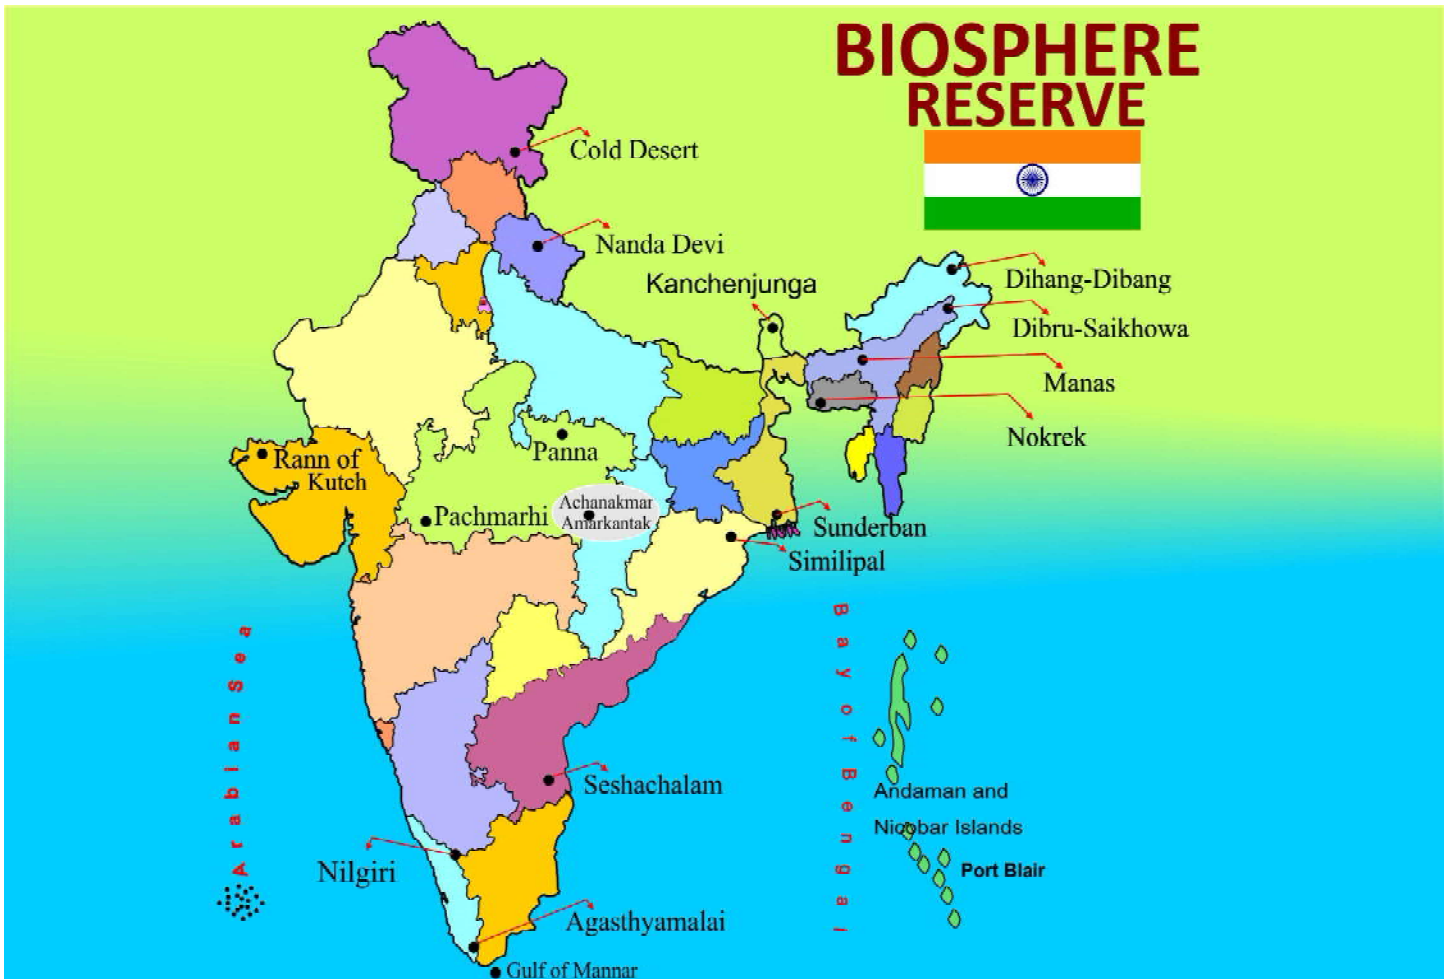 BIOSPHERE
RESERVE
Cold Desert
Nanda Devi
Kanchenjunga
Dihang-Dibang
Dibru-Saikhowa
Manas
Nokrek
Panna
Rann of
Kutch
Pachmarhi
Achanakmar
Amarkantak
Sunderban
Similipal
Arabian Sea
Bay of Bengal
Seshachalam
Andaman and
Nicobar Islands
Port Blair
Nilgiri
Agasthyamalai
Gulf of Mannar